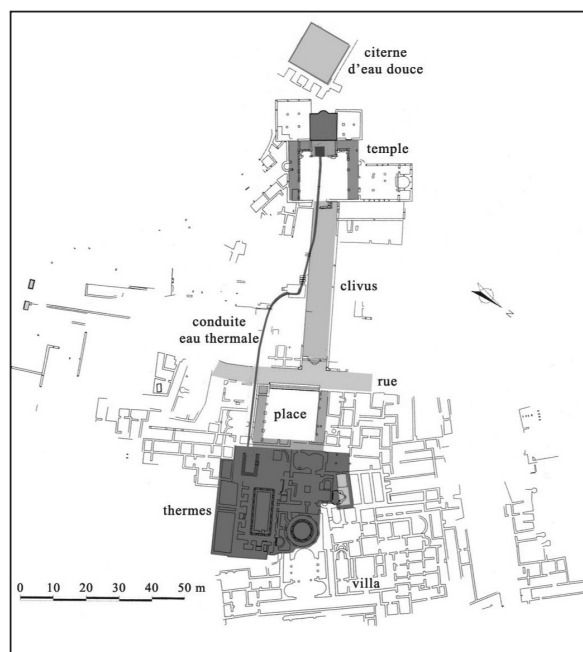 citerne
d'eau douce
temple
clivus
N
conduite
eau thermale
rue
place
thermes
villa
0 10 20 30 40 50 m